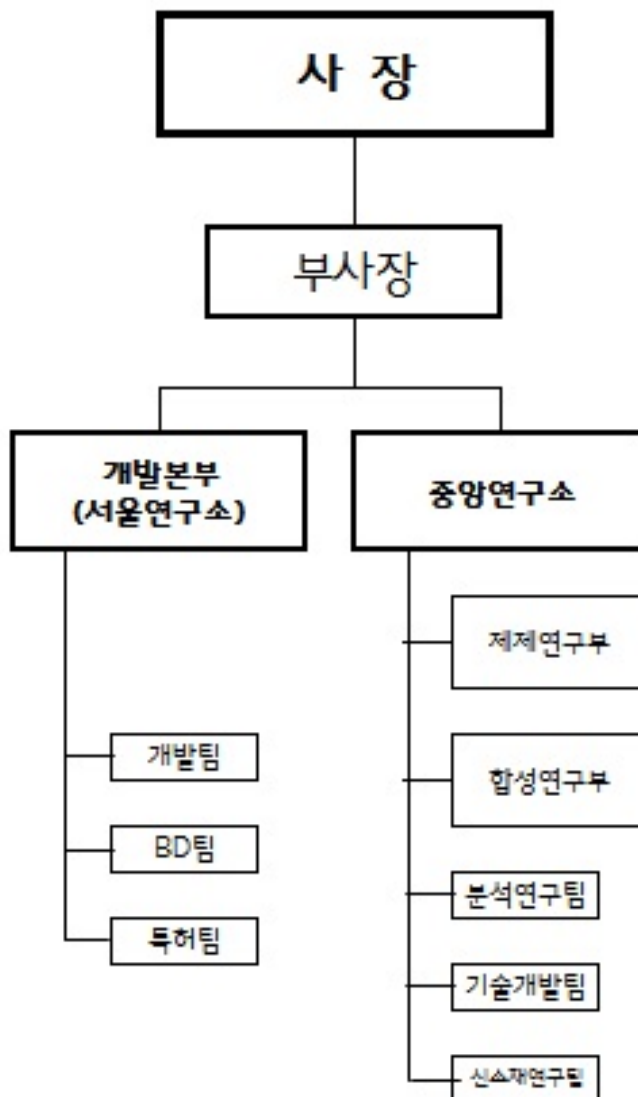 사 장
부사장
개발본부
(서울연구소)
중앙연구소
제제연구부
합성연구부
개발팀
BD팀
분석연구팀
특허팀
기술개발팀
신소재연구팀